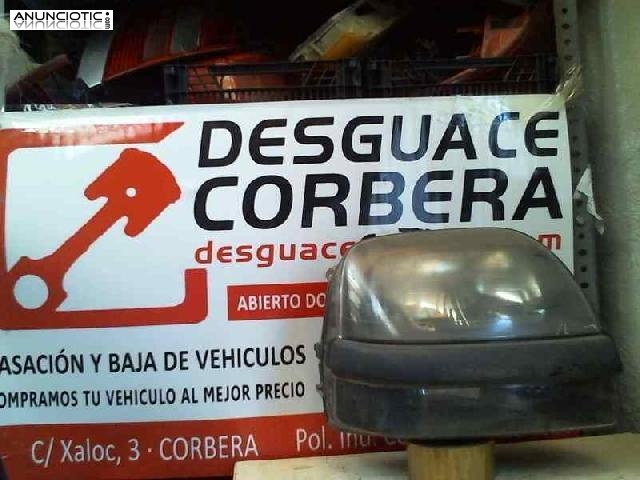 ANUNCIOTIC
DESGUACE
CORBERA
desguace
ABIERTO DO
ASACIÓN Y BAJA DE VEHICULOS
OMPRAMOS TU VEHICULO AL MEJOR PRECIO
C/ Xaloc, 3 · CORBERA Pol. Ind.